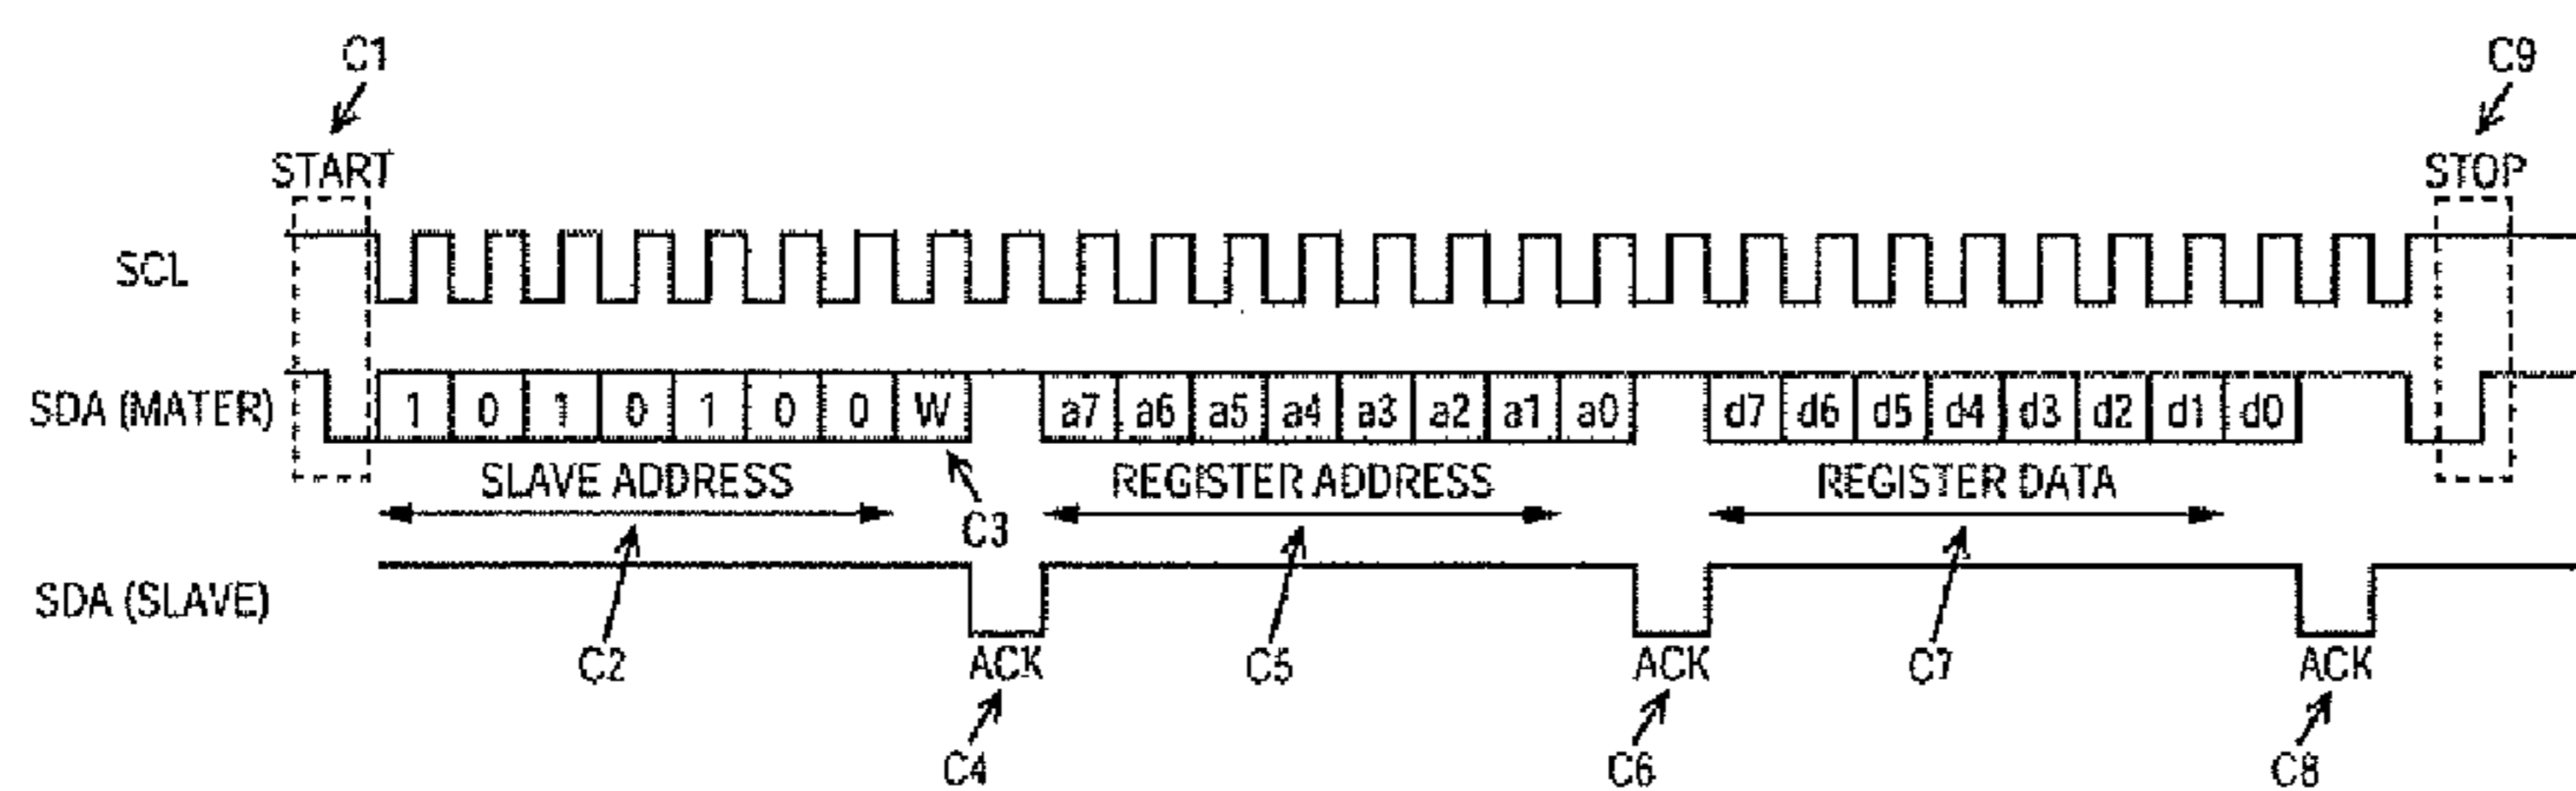 C1 C9
START STOP
SCL
SDA (MATER) 1 0 1 0 1 0 0 W a7 a6 a5 a4 a3 a2 a1 a0 d7 d6 d5 d4 d3 d2 d1 d0
SLAVE ADDRESS REGISTER ADDRESS REGISTER DATA
C3
SDA (SLAVE)
C2 ACK C5 ACK C7 ACK
C4 C6 C8